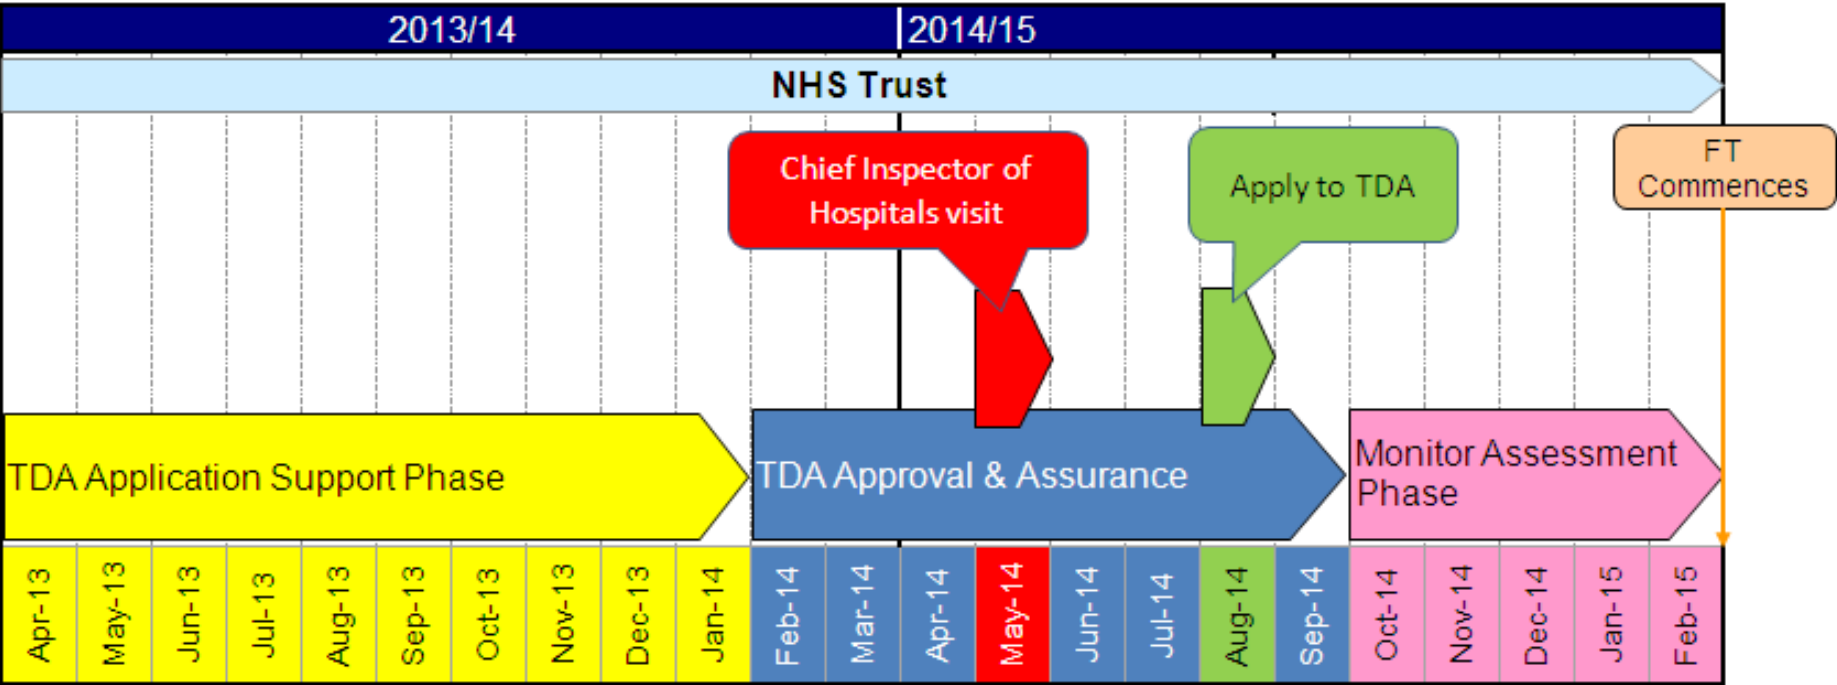 2013/14
2014/15
NHS Trust
Chief Inspector of
Hospitals visit
Apply to TDA
FT
Commences
TDA Application Support Phase
TDA Approval & Assurance
Monitor Assessment
Phase
Apr-13
May-13
Jun-13
Jul-13
Aug-13
Sep-13
Oct-13
Nov-13
Dec-13
Jan-14
Feb-14
Mar-14
Apr-14
May-14
Jun-14
Jul-14
Aug-14
Sep-14
Oct-14
Nov-14
Dec-14
Jan-15
Feb-15